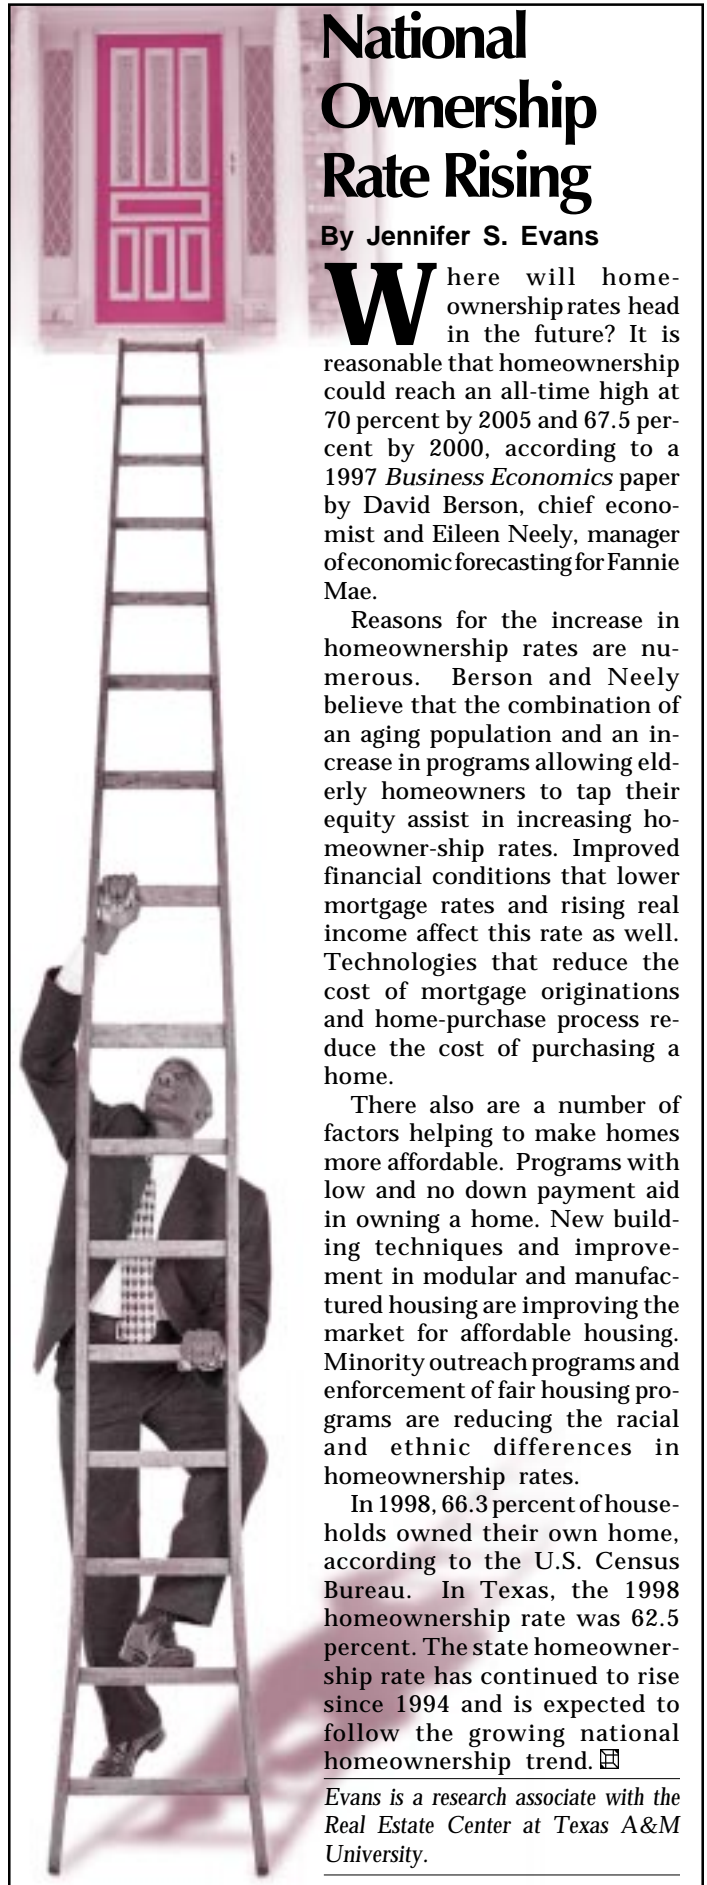 National
Ownership
Rate Rising
By Jennifer S. Evans
Where will home-
ownership rates head
in the future? It is
reasonable that homeownership
could reach an all-time high at
70 percent by 2005 and 67.5 per-
cent by 2000, according to a
1997 Business Economics paper
by David Berson, chief econo-
mist and Eileen Neely, manager
of economic forecasting for Fannie
Mae.
Reasons for the increase in
homeownership rates are nu-
merous. Berson and Neely
believe that the combination of
an aging population and an in-
crease in programs allowing eld-
erly homeowners to tap their
equity assist in increasing ho-
meowner-ship rates. Improved
financial conditions that lower
mortgage rates and rising real
income affect this rate as well.
Technologies that reduce the
cost of mortgage originations
and home-purchase process re-
duce the cost of purchasing a
home.
There also are a number of
factors helping to make homes
more affordable. Programs with
low and no down payment aid
in owning a home. New build-
ing techniques and improve-
ment in modular and manufac-
tured housing are improving the
market for affordable housing.
Minority outreach programs and
enforcement of fair housing pro-
grams are reducing the racial
and ethnic differences in
homeownership rates.
In 1998, 66.3 percent of house-
holds owned their own home,
according to the U.S. Census
Bureau. In Texas, the 1998
homeownership rate was 62.5
percent. The state homeowner-
ship rate has continued to rise
since 1994 and is expected to
follow the growing national
homeownership trend.
Evans is a research associate with the
Real Estate Center at Texas A&M
University.